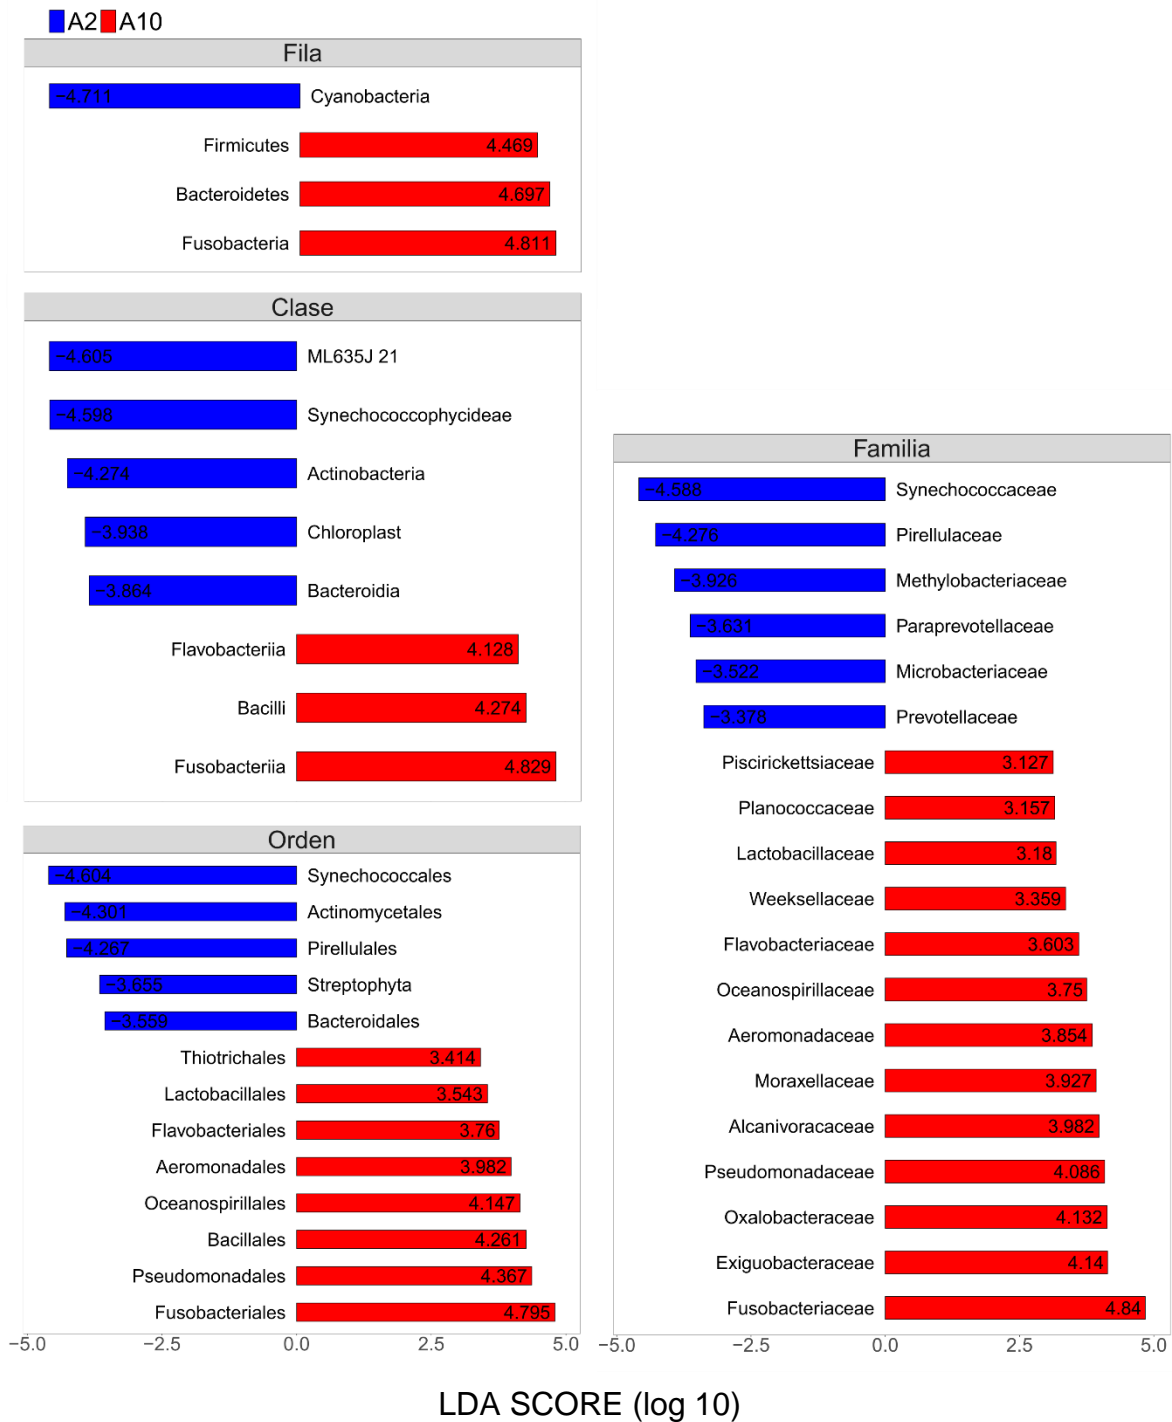 A2 A10
Fila
−4.711 Cyanobacteria
Firmicutes 4.469
Bacteroidetes 4.697
Fusobacteria 4.811
Clase
−4.605 ML635J 21
−4.598 Synechococcophycideae
−4.274 Actinobacteria
−3.938 Chloroplast
−3.864 Bacteroidia
Flavobacteriia 4.128
Bacilli 4.274
Fusobacteriia 4.829
Orden
−4.604 Synechococcales
−4.301 Actinomycetales
−4.267 Pirellulales
−3.655 Streptophyta
−3.559 Bacteroidales
Thiotrichales 3.414
Lactobacillales 3.543
Flavobacteriales 3.76
Aeromonadales 3.982
Oceanospirillales 4.147
Bacillales 4.261
Pseudomonadales 4.367
Fusobacteriales 4.795
−5.0 −2.5 0.0 2.5 5.0
Familia
−4.588 Synechococcaceae
−4.276 Pirellulaceae
−3.926 Methylobacteriaceae
−3.631 Paraprevotellaceae
−3.522 Microbacteriaceae
−3.378 Prevotellaceae
Piscirickettsiaceae 3.127
Planococcaceae 3.157
Lactobacillaceae 3.18
Weeksellaceae 3.359
Flavobacteriaceae 3.603
Oceanospirillaceae 3.75
Aeromonadaceae 3.854
Moraxellaceae 3.927
Alcanivoracaceae 3.982
Pseudomonadaceae 4.086
Oxalobacteraceae 4.132
Exiguobacteraceae 4.14
Fusobacteriaceae 4.84
−5.0 −2.5 0.0 2.5 5.0
LDA SCORE (log 10)